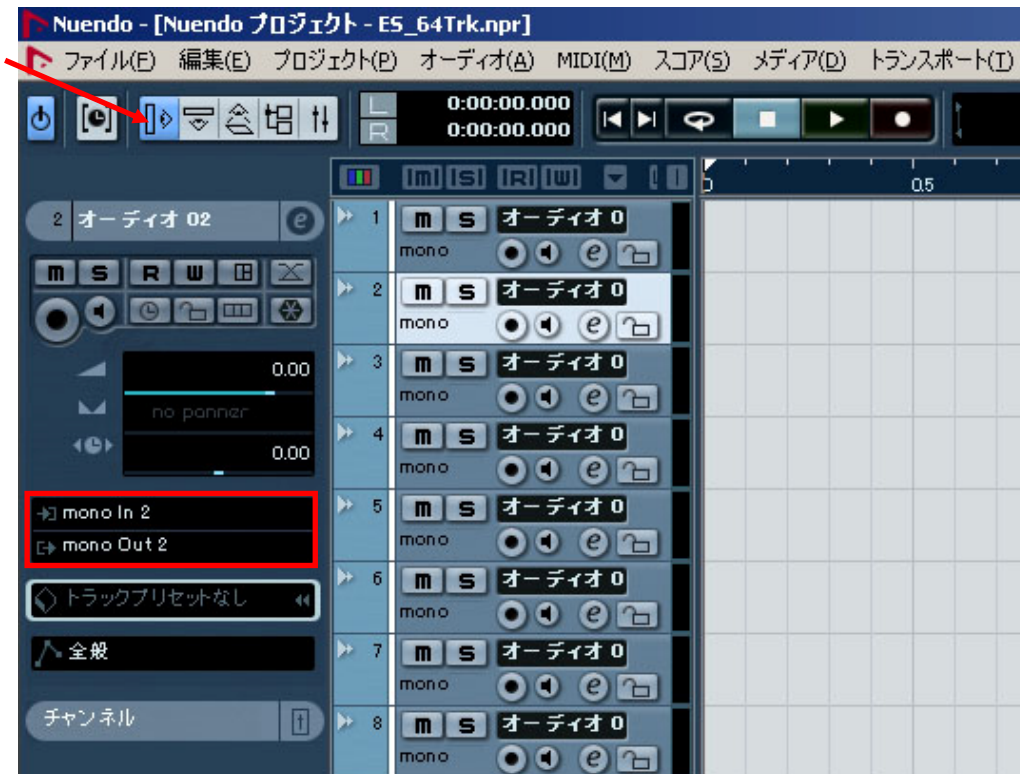 Nuendo - [Nuendo プロジェクト - ES_64Trk.npr]
ファイル(F) 編集(E) プロジェクト(P) オーディオ(A) MIDI(M) スコア(S) メディア(D) トランスポート(T)
L 0:00:00.000
R 0:00:00.000
m s R W
0 0.5
2 オーディオ 02 e
m s R W
0.00
no panner
0.00
mono In 2
mono Out 2
トラックプリセットなし
全般
チャンネル
1 m s オーディオ 0
mono e
2 m s オーディオ 0
mono e
3 m s オーディオ 0
mono e
4 m s オーディオ 0
mono e
5 m s オーディオ 0
mono e
6 m s オーディオ 0
mono e
7 m s オーディオ 0
mono e
8 m s オーディオ 0
mono e